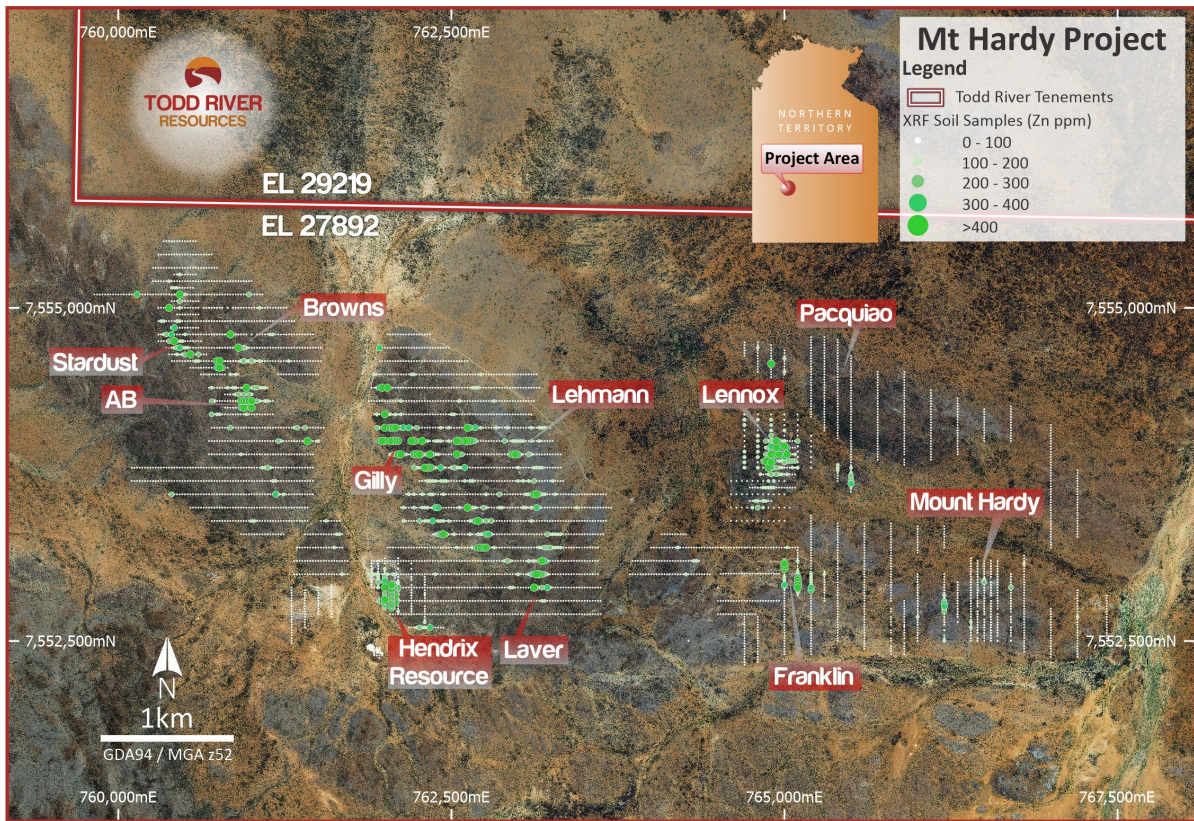 760,000mE
762,500mE
TODD RIVER
RESOURCES
NORTHERN
TERRITORY
Project Area
Mt Hardy Project
Legend
Todd River Tenements
XRF Soil Samples (Zn ppm)
0 - 100
100 - 200
200 - 300
300 - 400
>400
EL 29219
EL 27892
7,555,000mN
7,555,000mN
Browns
Pacquiao
Stardust
AB
Lehmann
Lennox
Gilly
Mount Hardy
7,552,500mN
7,552,500mN
Hendrix
Resource
Laver
Franklin
N
1km
GDA94 / MGA z52
760,000mE
762,500mE
765,000mE
767,500mE